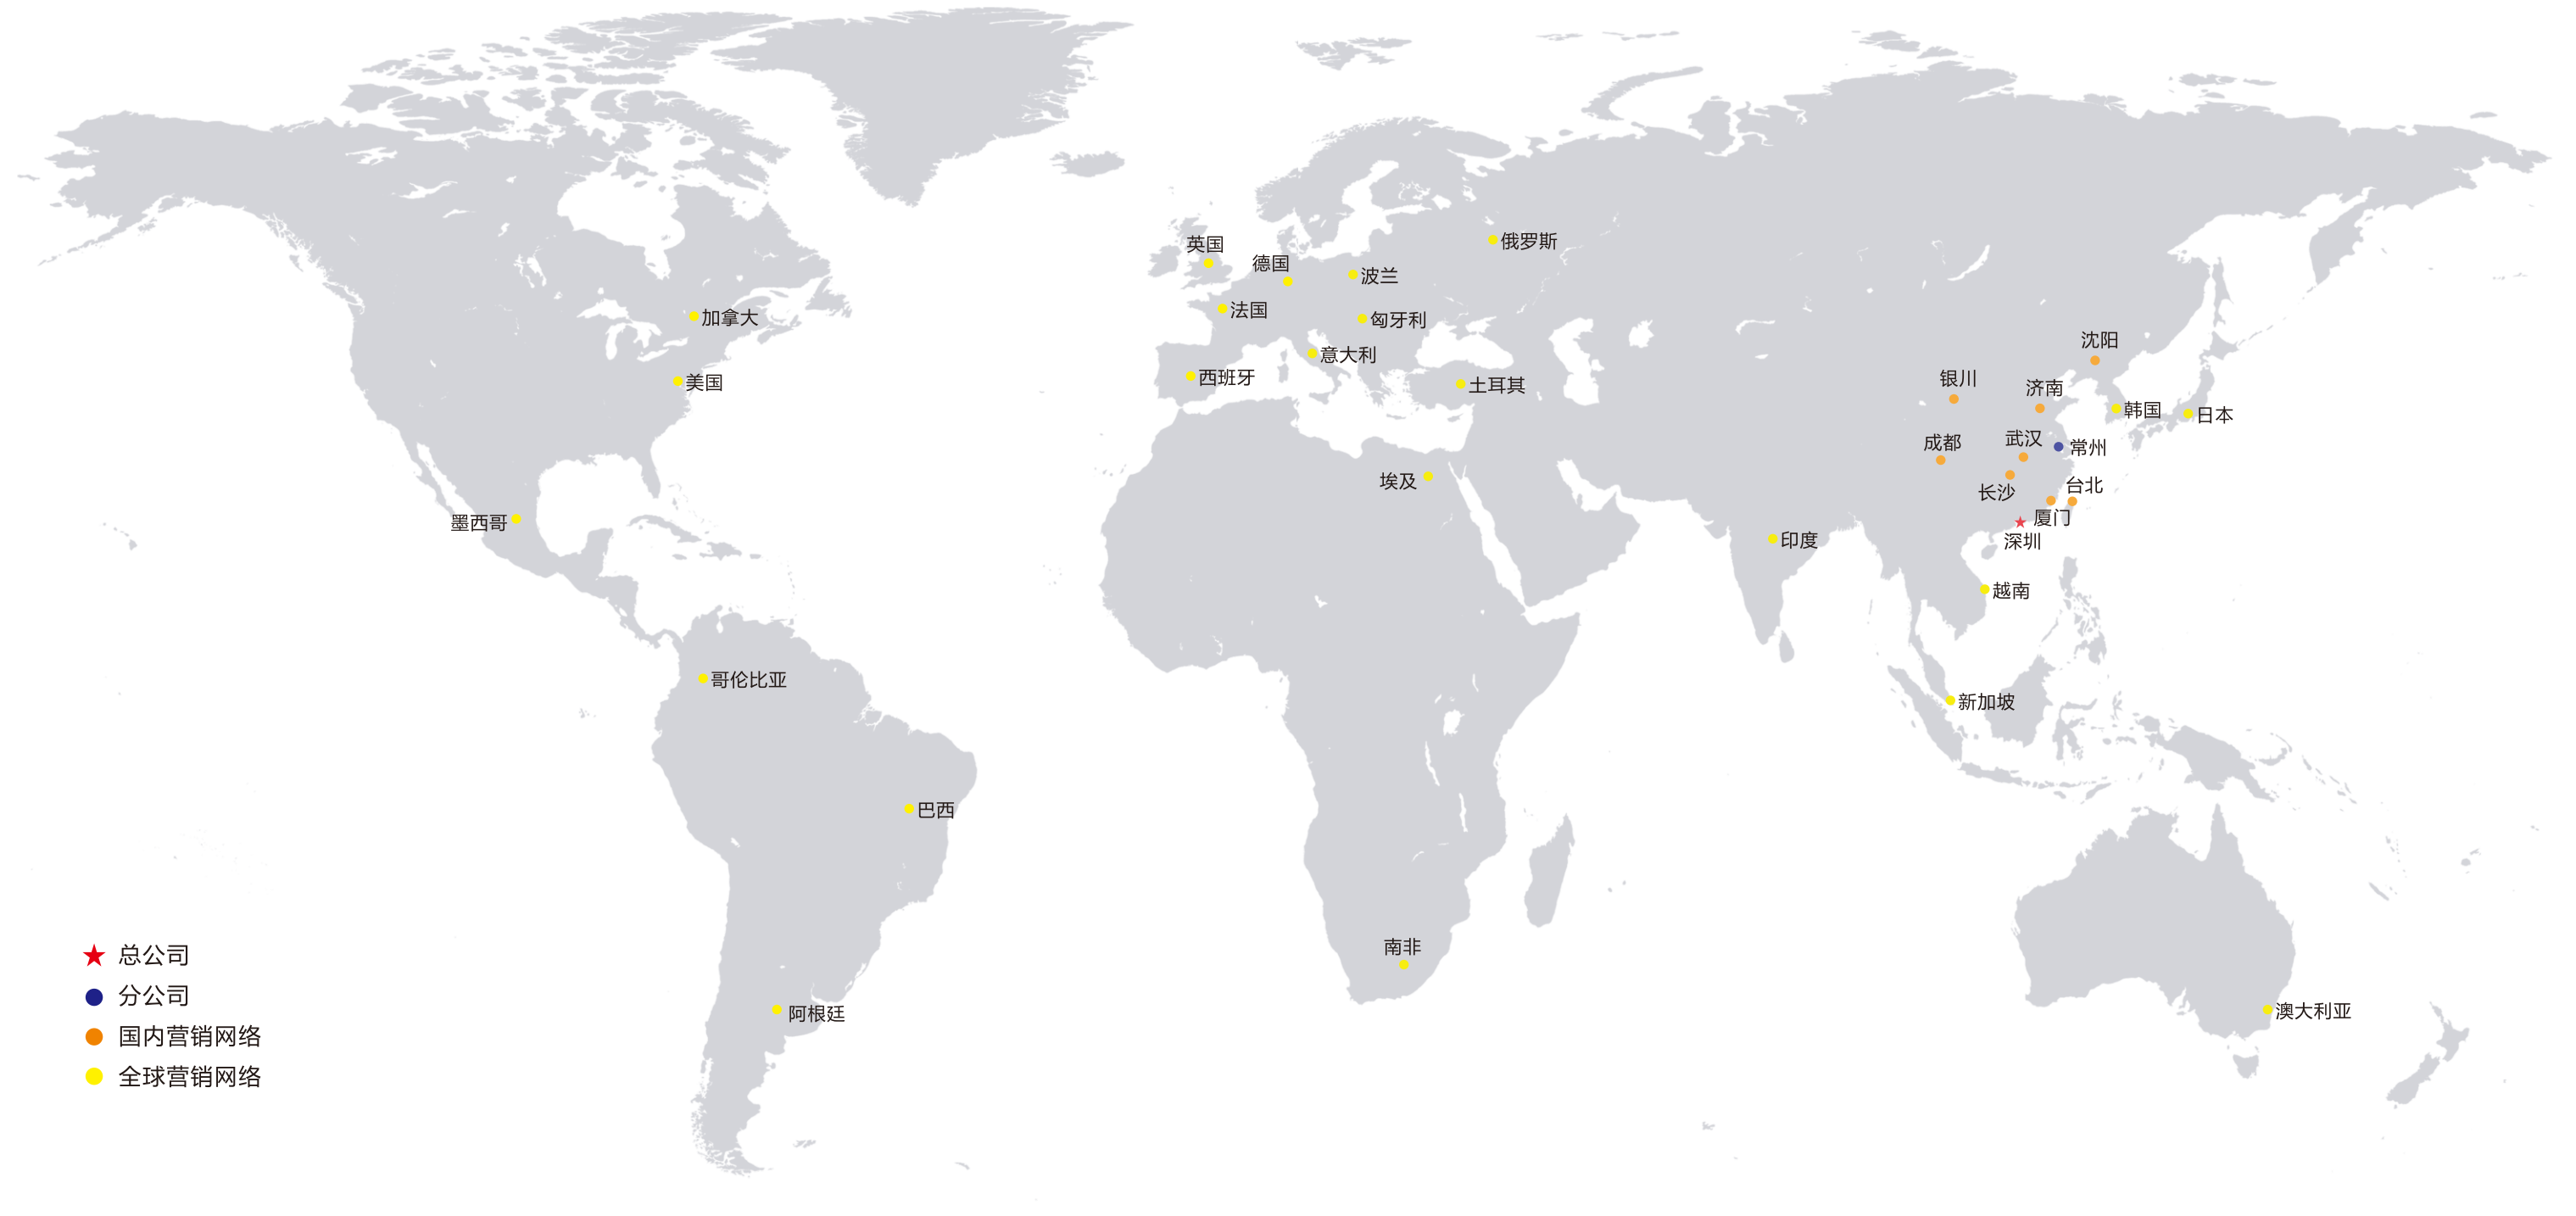 英国
俄罗斯
德国
波兰
法国
加拿大
匈牙利
沈阳
意大利
西班牙
美国
土耳其
银川
济南
韩国
日本
成都
武汉
常州
埃及
长沙
台北
墨西哥
厦门
印度
深圳
越南
哥伦比亚
新加坡
巴西
南非
总公司
分公司
阿根廷
澳大利亚
国内营销网络
全球营销网络